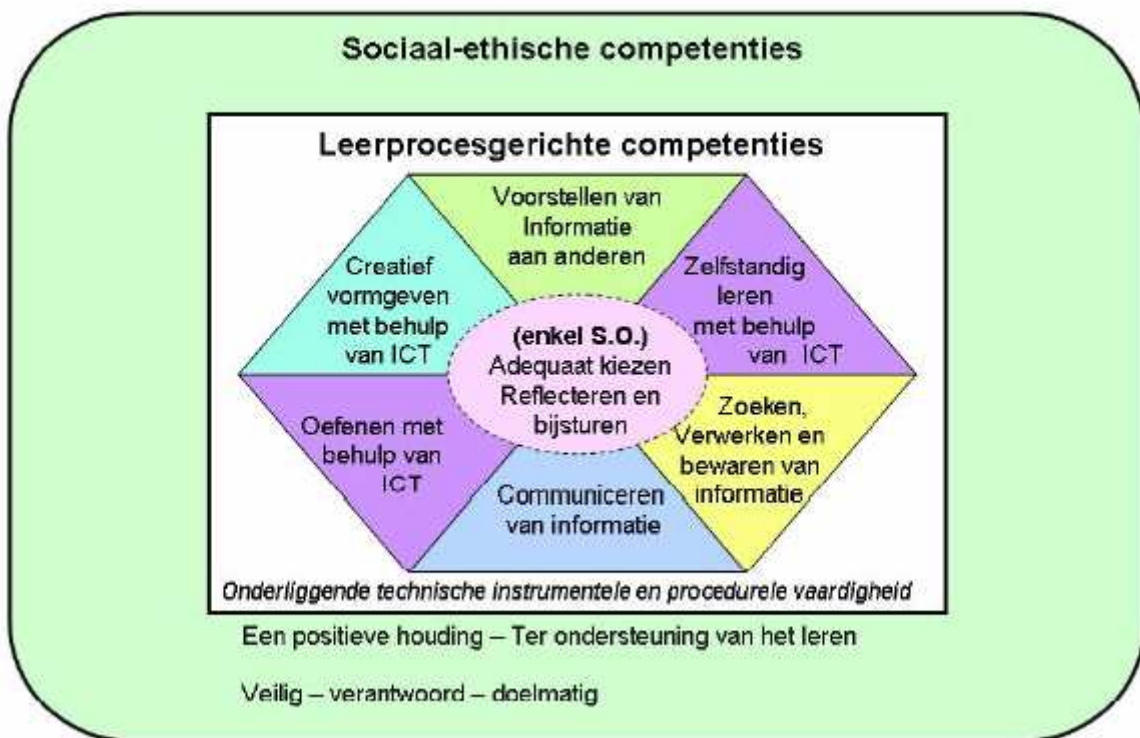 Sociaal-ethische competenties
Leerprocesgerichte competenties
Voorstellen van
Informatie
aan anderen
Creatief
vormgeven
met behulp
van ICT
Zelfstandig
leren
met behulp
van ICT
(enkel S.O.)
Adequaat kiezen
Reflecteren en
bijsturen
Oefenen met
behulp van
ICT
Zoeken,
Verwerken en
bewaren van
informatie
Communiceren
van informatie
Onderliggende technische instrumentele en procedurele vaardigheid
Een positieve houding – Ter ondersteuning van het leren
Veilig – verantwoord – doelmatig